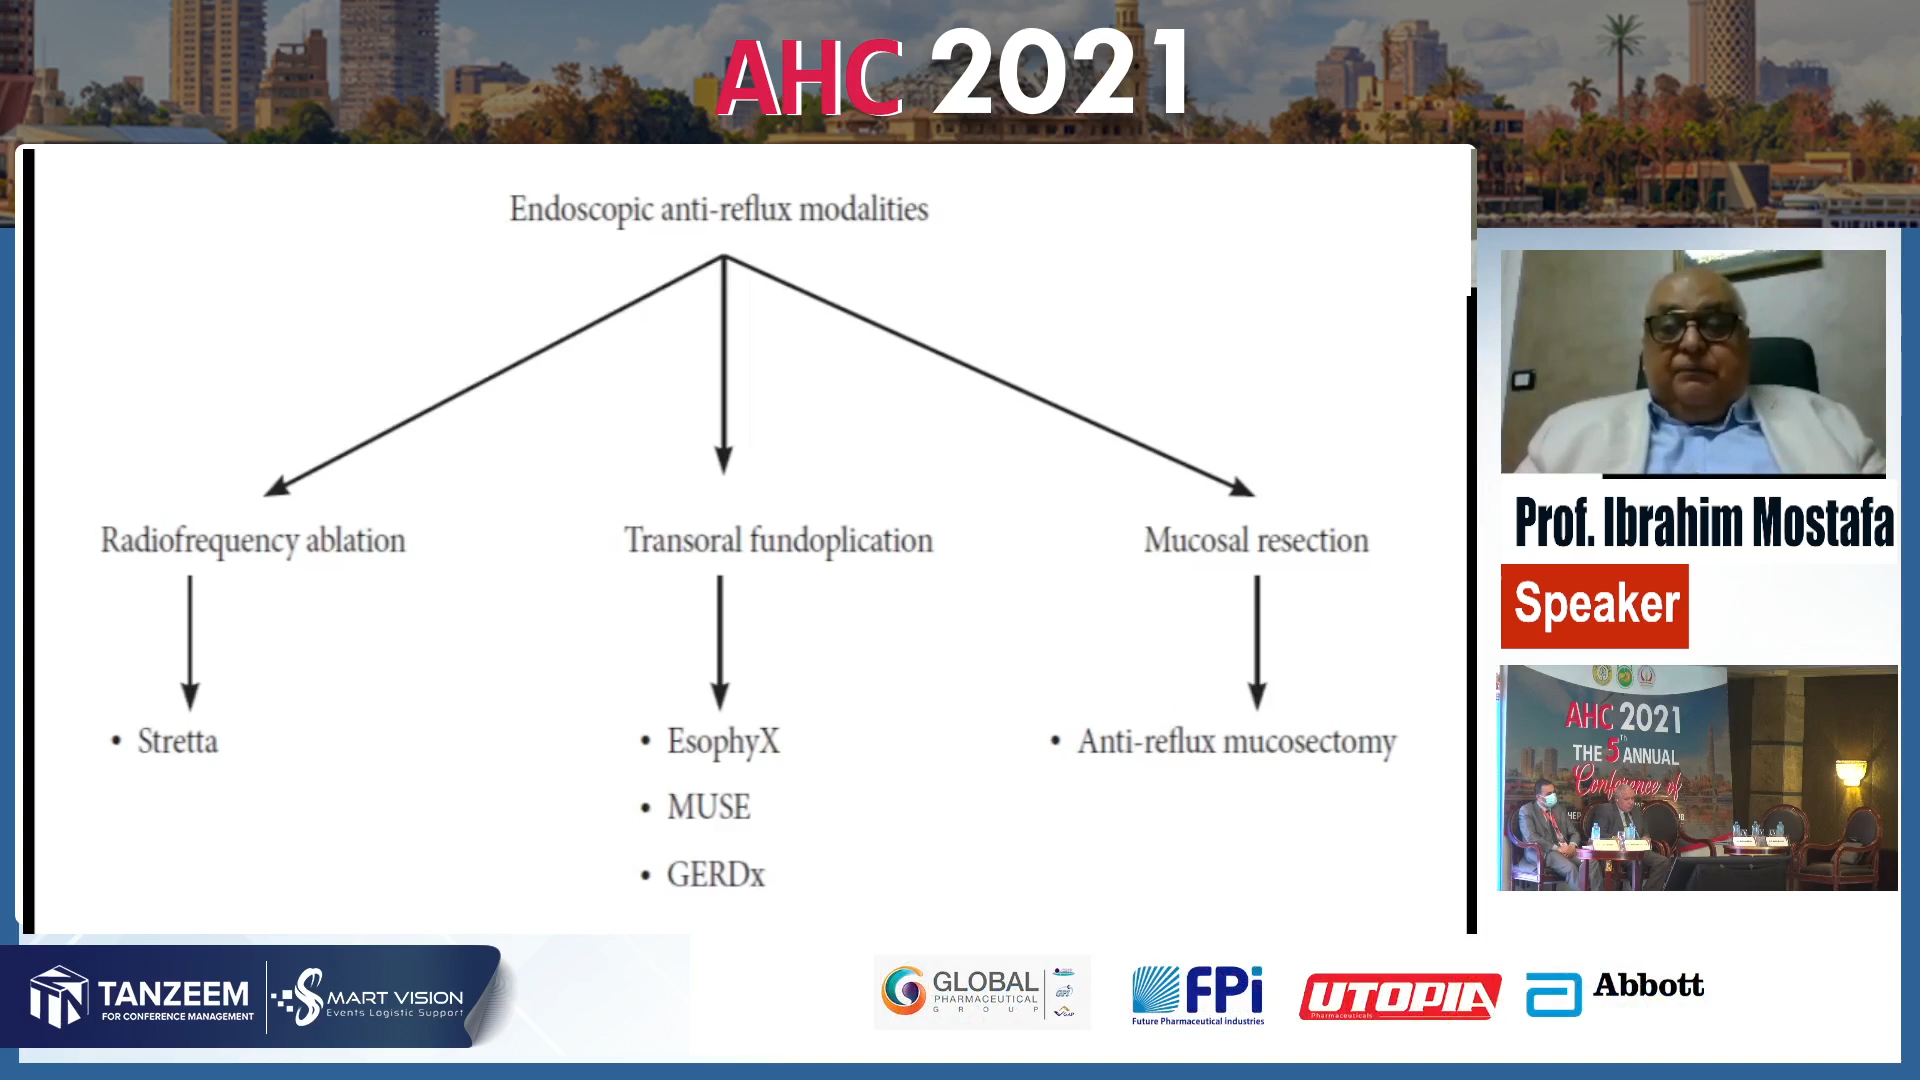 AHC 2021
Endoscopic anti-reflux modalities
Radiofrequency ablation
Transoral fundoplication
Mucosal resection
• Stretta
• EsophyX
• Anti-reflux mucosectomy
• MUSE
• GERDx
Prof. Ibrahim Mostafa
Speaker
AHC 2021
THE 5TH ANNUAL
Conference of
TANZEEM
FOR CONFERENCE MANAGEMENT
SMART VISION
Events Logistic Support
GLOBAL
PHARMACEUTICAL
GROUP
FPi
Future Pharmaceutical industries
UTOPIA
Pharmaceuticals
Abbott